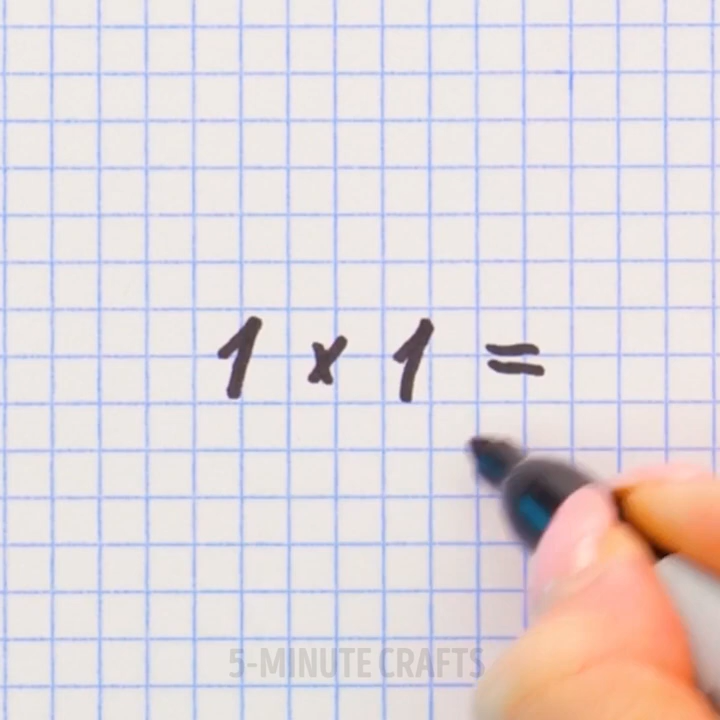 1 x 1 =
5-MINUTE CRAFTS